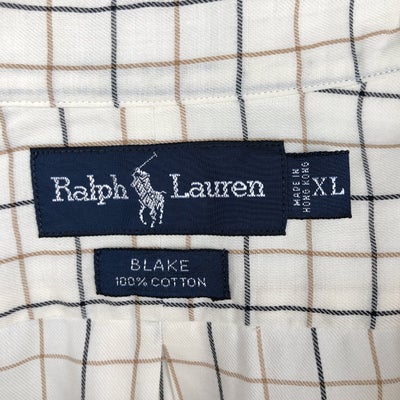 Ralph Lauren
MADE IN
HONG KONG
XL
BLAKE
100% COTTON